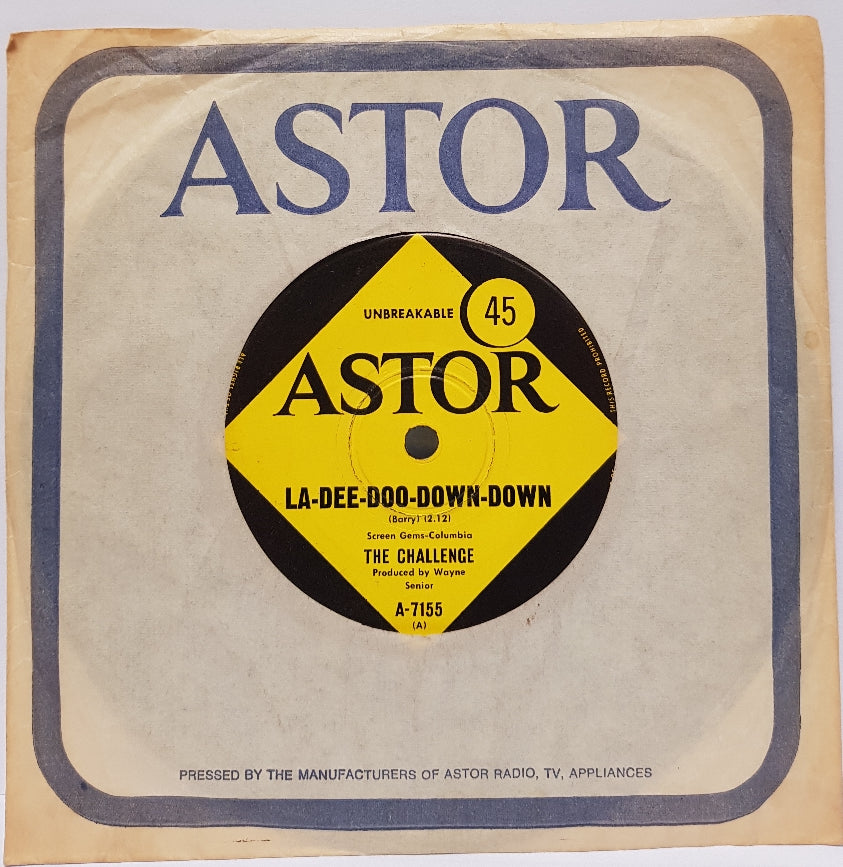 ASTOR
UNBREAKABLE 45
ASTOR
THIS RECORD PROHIBITED
LA-DEE-DOO-DOWN-DOWN
(Barry) (2.12)
Screen Gems-Columbia
THE CHALLENGE
Produced by Wayne
Senior
A-7155
(A)
PRESSED BY THE MANUFACTURERS OF ASTOR RADIO, TV, APPLIANCES